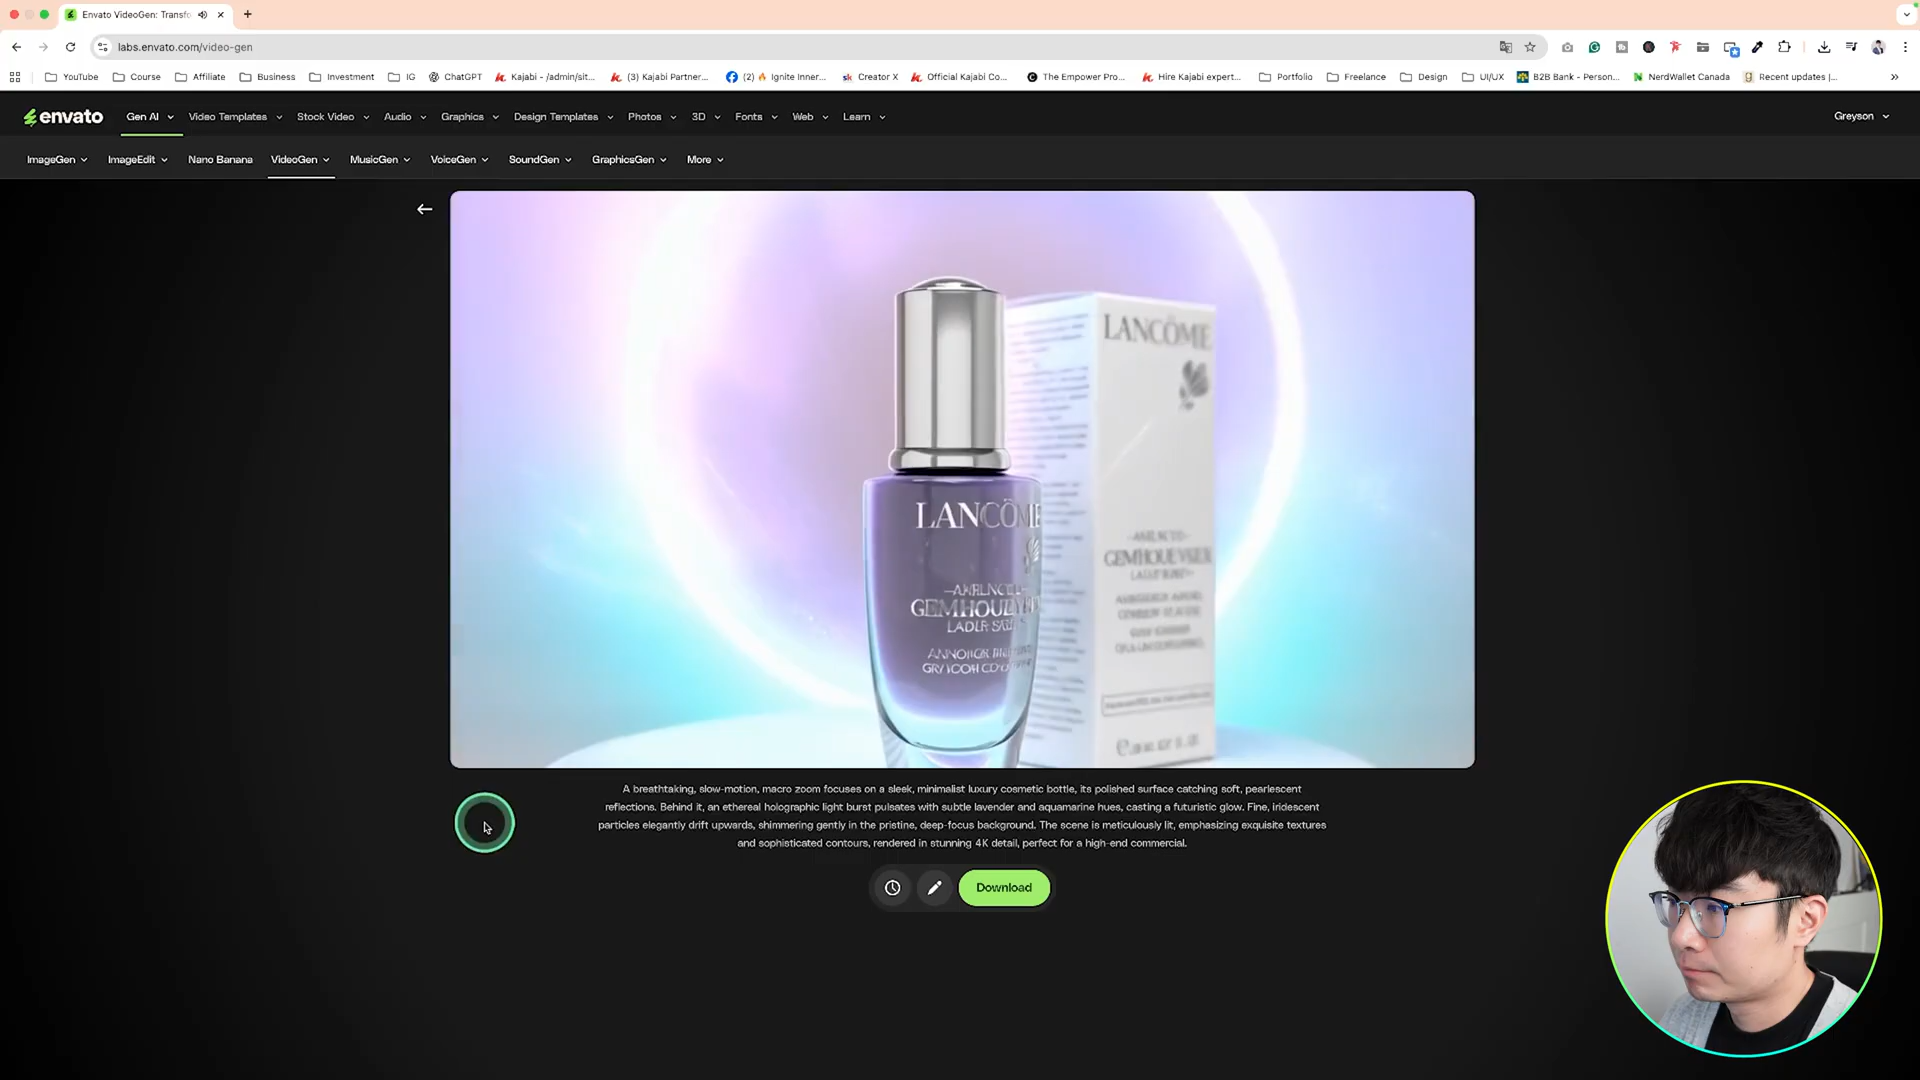 Envato VideoGen: Transfo
labs.envato.com/video-gen
YouTube
Course
Affiliate
Business
Investment
IG
ChatGPT
Kajabi - /admin/sit...
(3) Kajabi Partner...
(2) 🔥 Ignite Inner...
sk Creator X
Official Kajabi Co...
The Empower Pro...
Hire Kajabi expert...
Portfolio
Freelance
Design
UI/UX
B2B Bank - Person...
NerdWallet Canada
Recent updates |...
envato
Gen AI
Video Templates
Stock Video
Audio
Graphics
Design Templates
Photos
3D
Fonts
Web
Learn
Greyson
ImageGen
ImageEdit
Nano Banana
VideoGen
MusicGen
VoiceGen
SoundGen
GraphicsGen
More
LANCÔME
LANCÔME
A breathtaking, slow-motion, macro zoom focuses on a sleek, minimalist luxury cosmetic bottle, its polished surface catching soft, pearlescent
reflections. Behind it, an ethereal holographic light burst pulsates with subtle lavender and aquamarine hues, casting a futuristic glow. Fine, iridescent
particles elegantly drift upwards, shimmering gently in the pristine, deep-focus background. The scene is meticulously lit, emphasizing exquisite textures
and sophisticated contours, rendered in stunning 4K detail, perfect for a high-end commercial.
Download